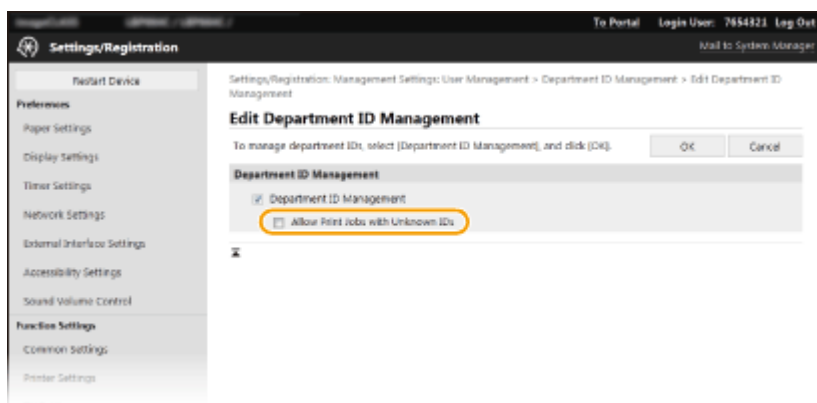 To Portal Login User: 7654321 Log Out
Settings/Registration
Mail to System Manager
Restart Device
Settings/Registration: Management Settings: User Management > Department ID Management > Edit Department ID
Management
Preferences
Edit Department ID Management
Paper Settings
To manage department IDs, select [Department ID Management], and click [OK].
OK
Cancel
Display Settings
Department ID Management
Timer Settings
Department ID Management
Network Settings
Allow Print Jobs with Unknown IDs
External Interface Settings
Accessibility Settings
Sound Volume Control
Function Settings
Common Settings
Printer Settings